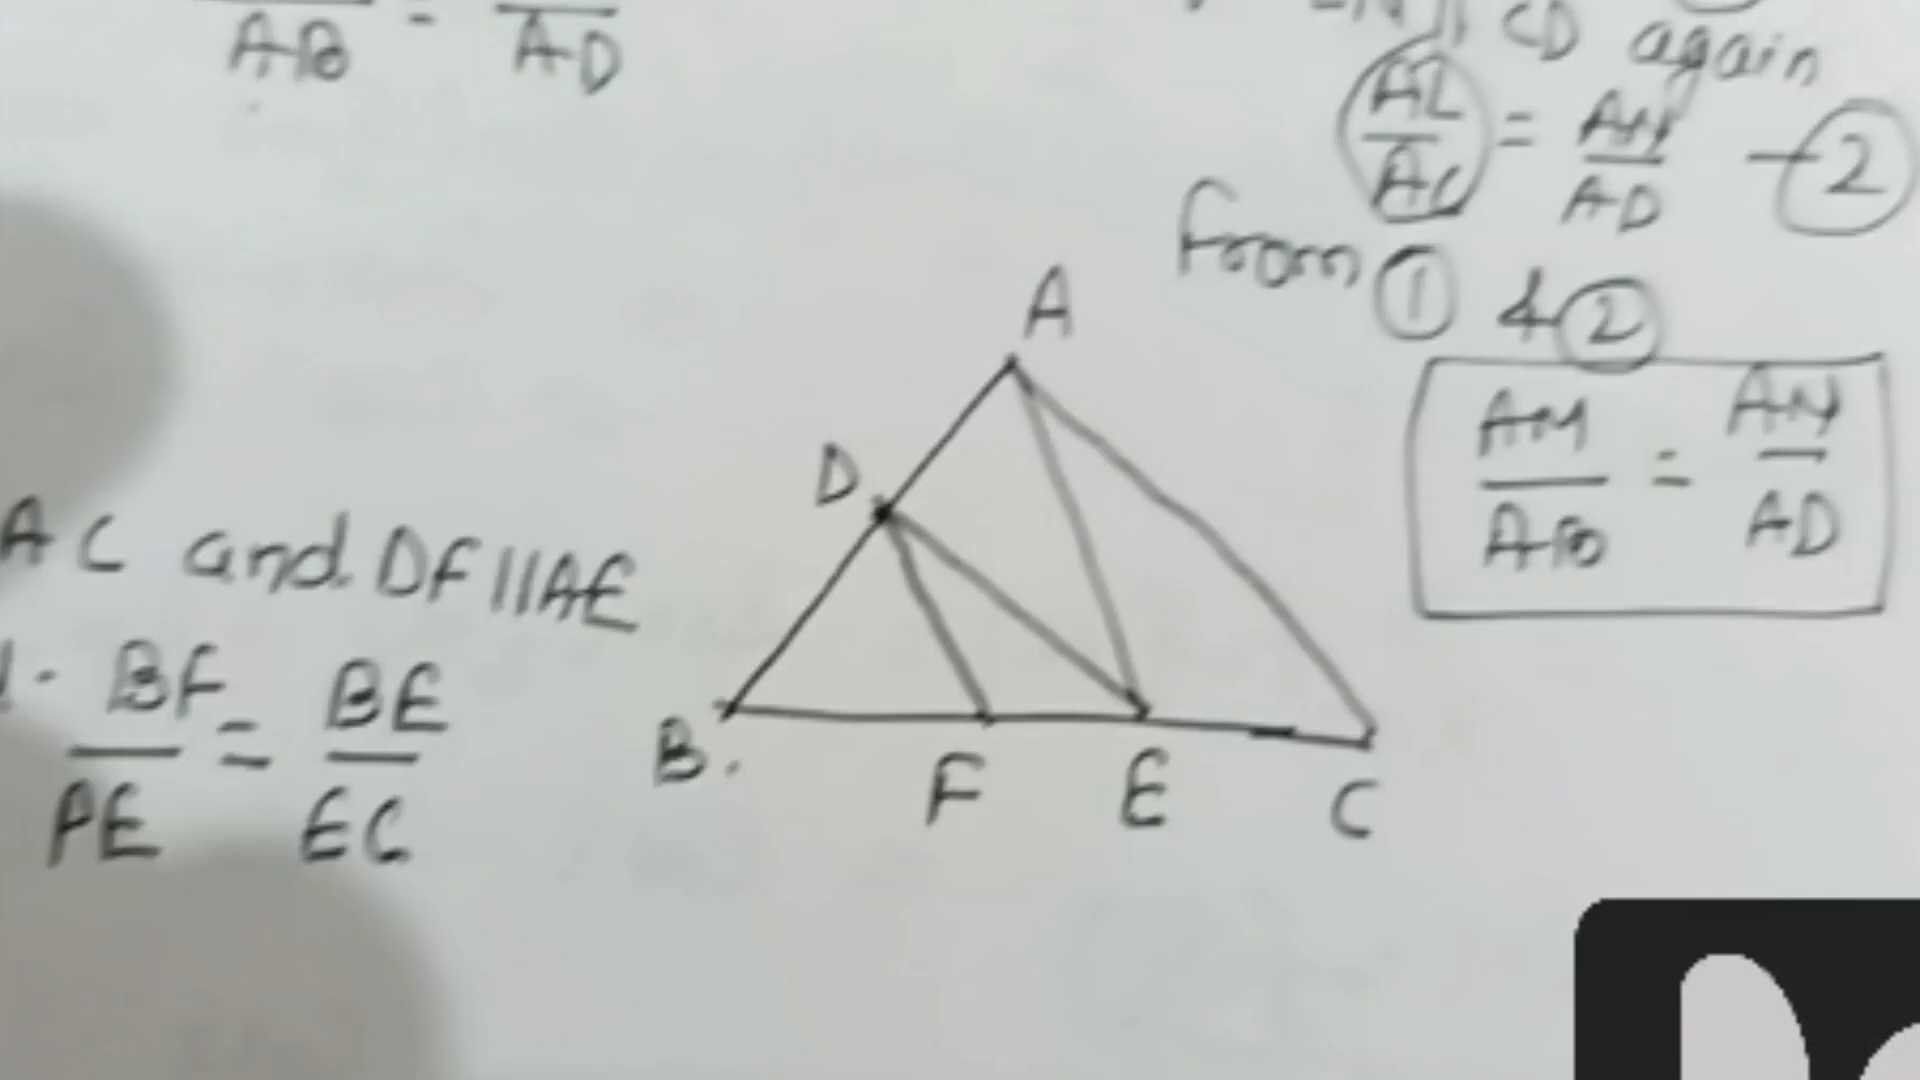 AB = AD
CD again
AL/AC = AN/AD - 2
from 1 & 2
AM/AB = AN/AD
A
D
B. F E C
AC and DF||AE
BF/FE = BE/EC